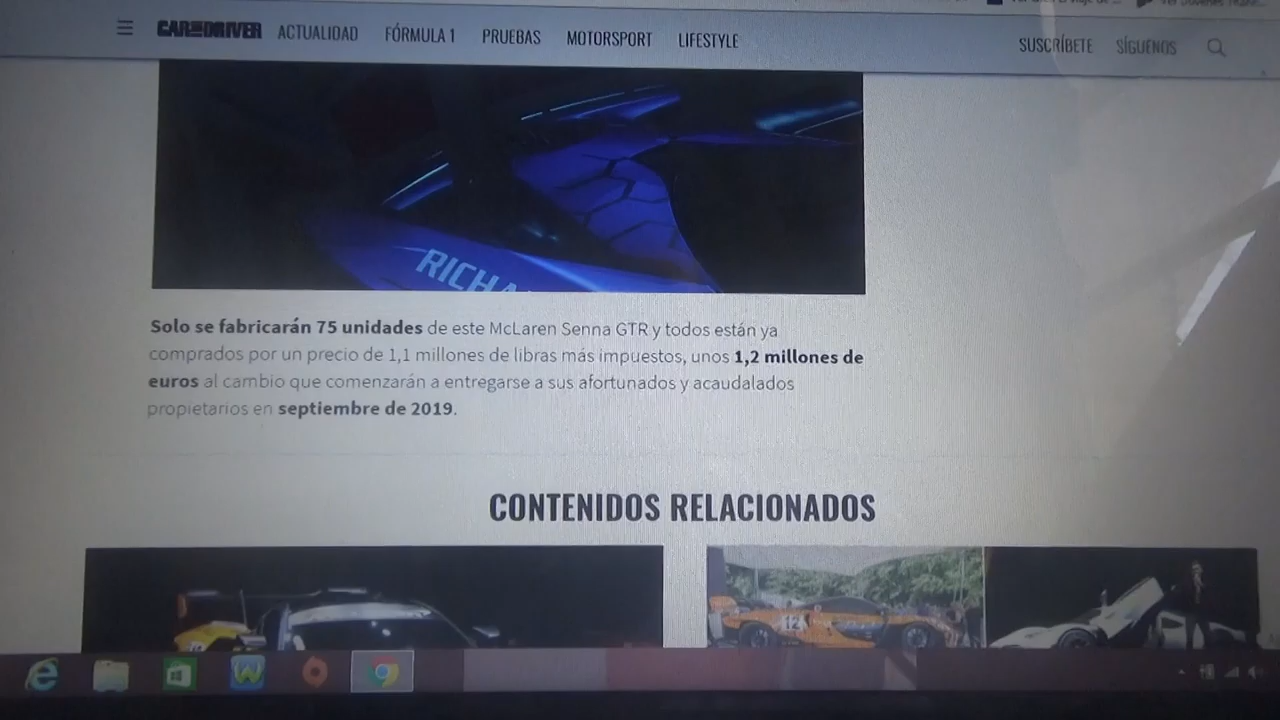 CAR AND DRIVER ACTUALIDAD FÓRMULA 1 PRUEBAS MOTORSPORT LIFESTYLE SUSCRÍBETE SÍGUENOS
RICHA
Solo se fabricarán 75 unidades de este McLaren Senna GTR y todos están ya
comprados por un precio de 1,1 millones de libras más impuestos, unos 1,2 millones de
euros al cambio que comenzarán a entregarse a sus afortunados y acaudalados
propietarios en septiembre de 2019.
CONTENIDOS RELACIONADOS
12